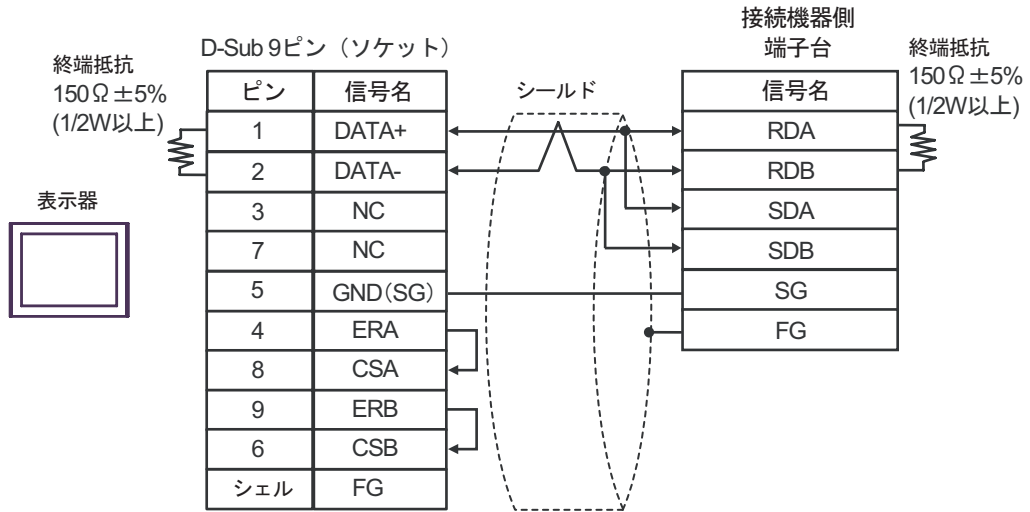 接続機器側
端子台
D-Sub 9ピン（ソケット）
終端抵抗
150Ω±5%
(1/2W以上)
終端抵抗
150Ω±5%
(1/2W以上)
表示器
シールド
ピン 信号名
1 DATA+
2 DATA-
3 NC
7 NC
5 GND(SG)
4 ERA
8 CSA
9 ERB
6 CSB
シェル FG
信号名
RDA
RDB
SDA
SDB
SG
FG